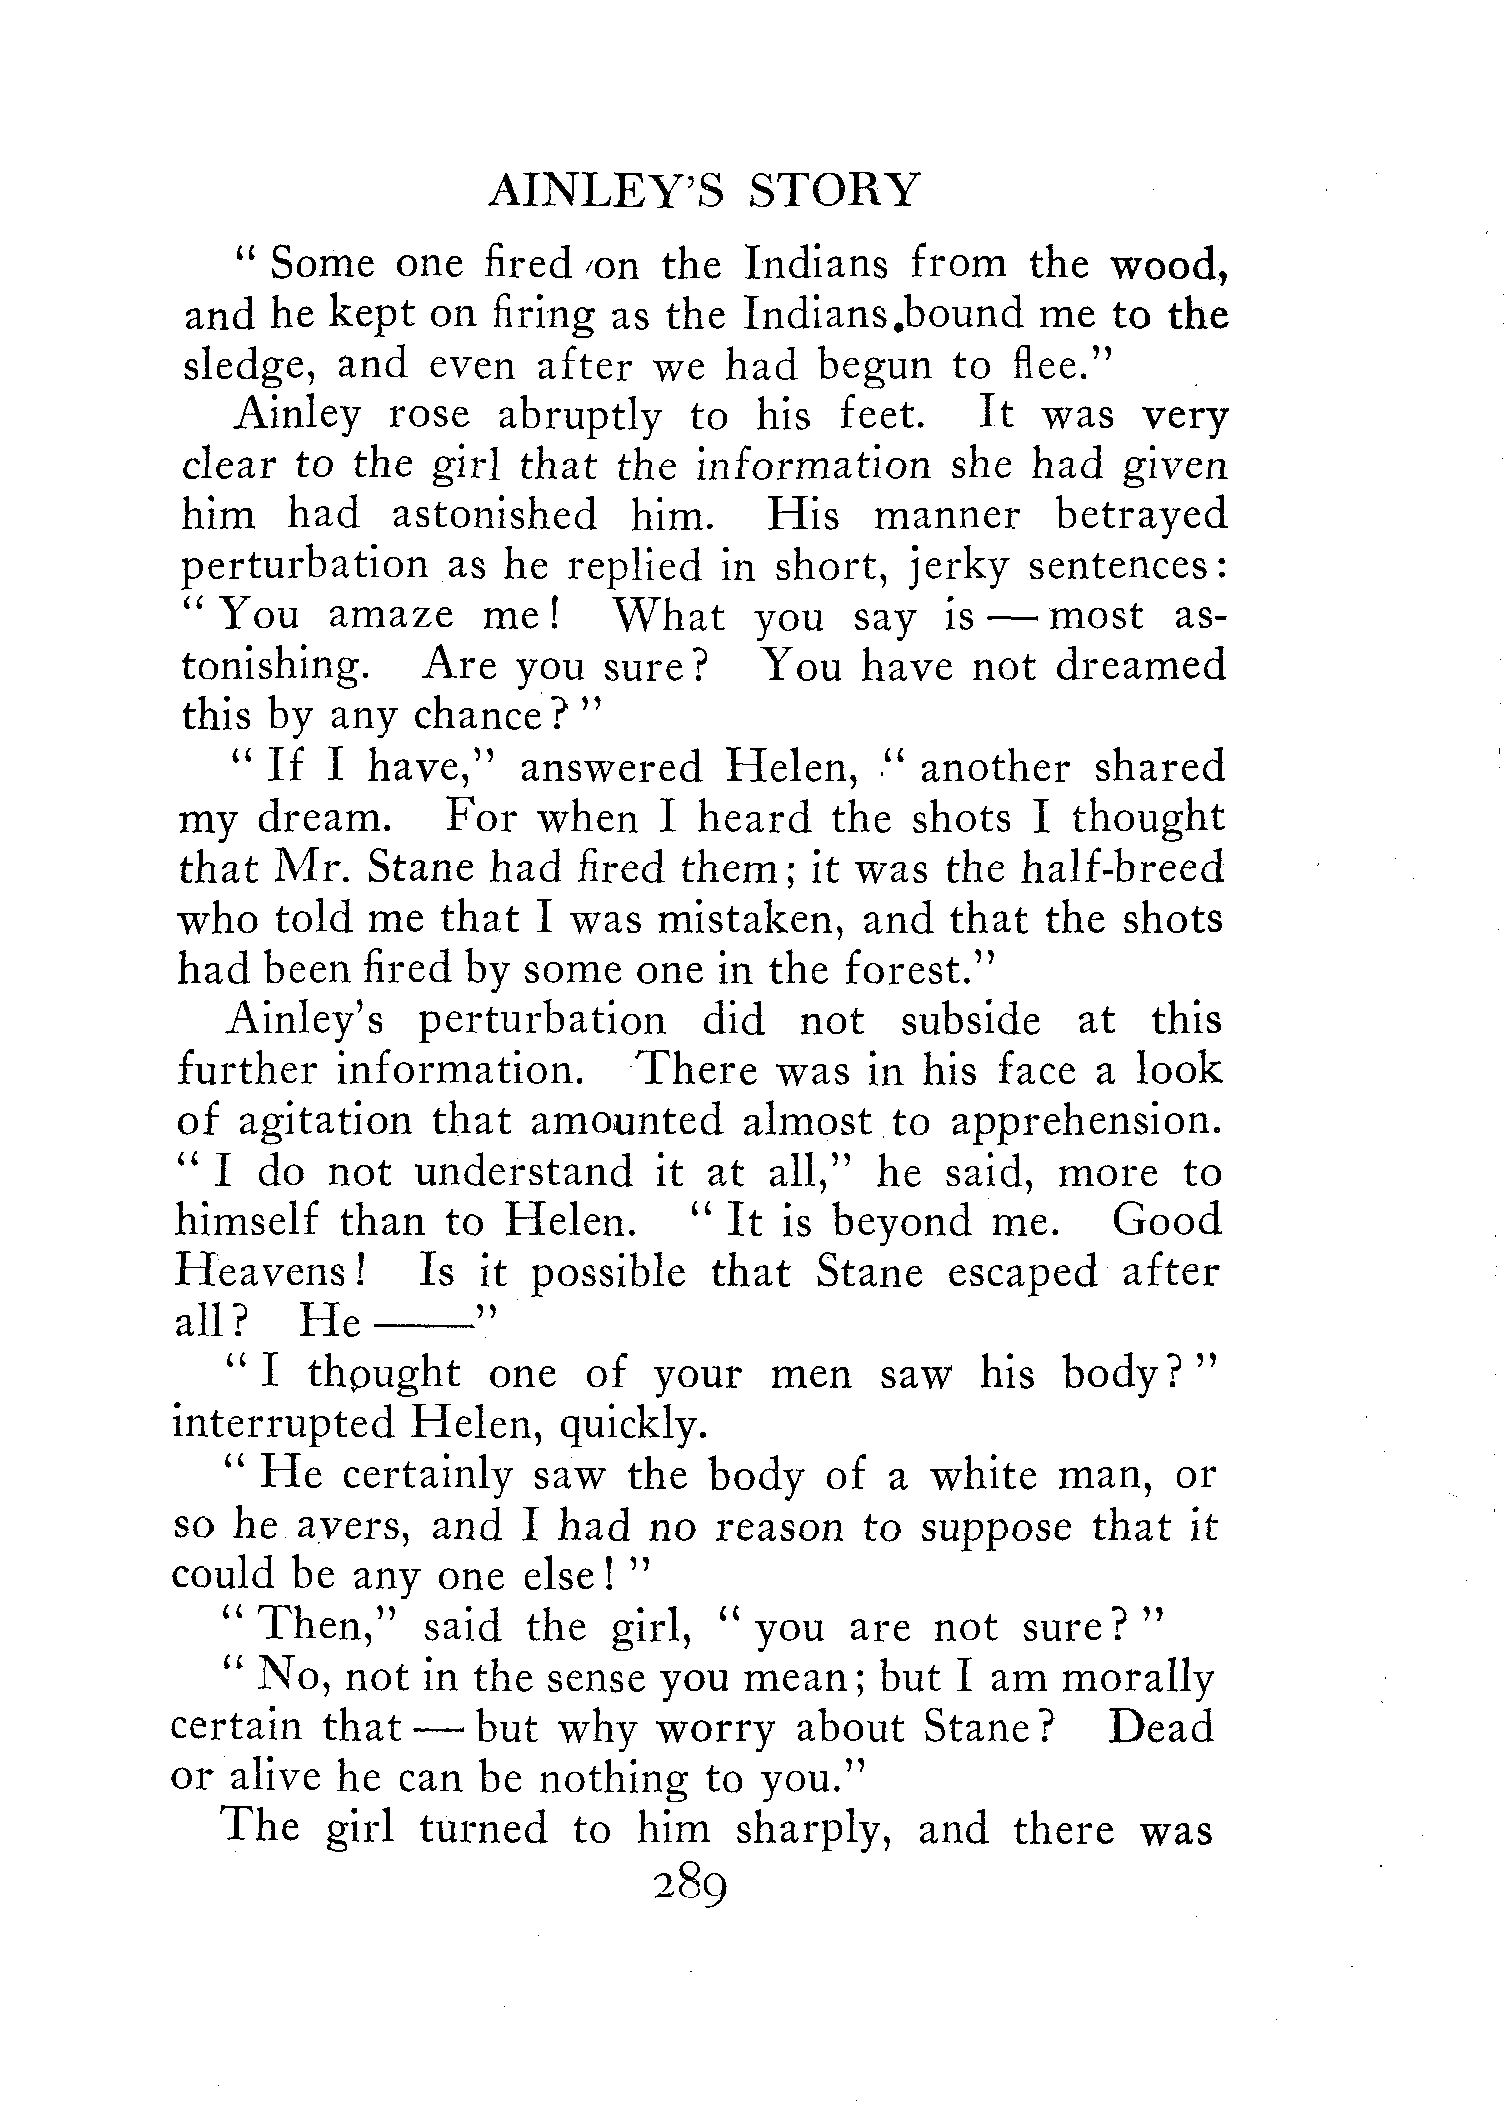 AINLEY'S STORY
" Some one fired on the Indians from the wood,
and he kept on firing as the Indians bound me to the
sledge, and even after we had begun to flee."
Ainley rose abruptly to his feet. It was very
clear to the girl that the information she had given
him had astonished him. His manner betrayed
perturbation as he replied in short, jerky sentences:
" You amaze me! What you say is — most as-
tonishing. Are you sure? You have not dreamed
this by any chance? "
" If I have," answered Helen, " another shared
my dream. For when I heard the shots I thought
that Mr. Stane had fired them; it was the half-breed
who told me that I was mistaken, and that the shots
had been fired by some one in the forest."
Ainley's perturbation did not subside at this
further information. There was in his face a look
of agitation that amounted almost to apprehension.
" I do not understand it at all," he said, more to
himself than to Helen. " It is beyond me. Good
Heavens! Is it possible that Stane escaped after
all? He ——"
" I thought one of your men saw his body? "
interrupted Helen, quickly.
" He certainly saw the body of a white man, or
so he avers, and I had no reason to suppose that it
could be any one else! "
" Then," said the girl, " you are not sure? "
" No, not in the sense you mean; but I am morally
certain that — but why worry about Stane? Dead
or alive he can be nothing to you."
The girl turned to him sharply, and there was
289